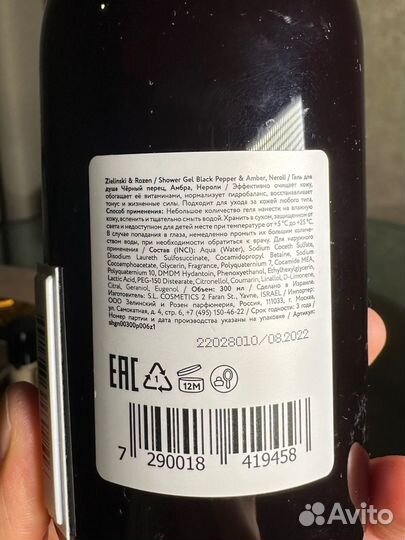 Zielinski & Rozen / Shower Gel Black Pepper & Amber, Neroli / Гель для
душа Чёрный перец, Амбра, Нероли / Эффективно очищает кожу,
обогащает её витаминами, нормализует гидробаланс, восстанавливает
тонус и жизненные силы. Подходит для ухода за кожей любого типа.
Способ применения: Небольшое количество геля нанести на влажную
кожу, вспенить и тщательно смыть водой. Хранить в сухом, защищенном от
света и недоступном для детей месте при температуре от +5 °C до +25 °C.
В случае попадания в глаза, немедленно промыть их большим количе-
ством воды, при необходимости обратиться к врачу. Для наружного
применения. Состав (INCI): Aqua (Water), Sodium Coceth Sulfate,
Disodium Laureth Sulfosuccinate, Cocamidopropyl Betaine, Sodium
Cocoamphoacetate, Glycerin, Fragrance, Polyquaternium 7, Cocamide MEA,
Polyquaternium 10, DMDM Hydantoin, Phenoxyethanol, Ethylhexylglycerin,
Lactic Acid, PEG-150 Distearate, Citronellol, Coumarin, Linalool, D-Limonene,
Citral, Geraniol, Eugenol / Объем: 300 мл / Сделано в Израиле.
Изготовитель: S.L. COSMETICS 2 Faran St., Yavne, ISRAEL / Импортер:
ООО Зелинский и Розен парфюмерия, Россия, 111033, г. Москва,
ул. Самокатная, д. 4, стр. 6, +7 (495) 150-46-22 / Срок годности: 3 года /
Номер партии и дата производства указаны на упаковке / Артикул:
shgn00300p006z1
22028010/08.2022
EAC
1
12M
7 290018 419458
Avito